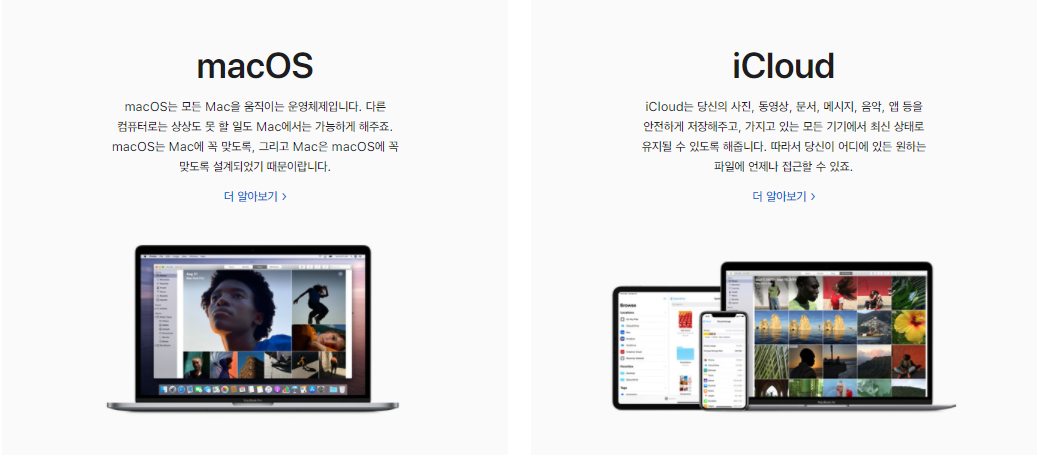 macOS
macOS는 모든 Mac을 움직이는 운영체제입니다. 다른
컴퓨터로는 상상도 못 할 일도 Mac에서는 가능하게 해주죠.
macOS는 Mac에 꼭 맞도록, 그리고 Mac은 macOS에 꼭
맞도록 설계되었기 때문이랍니다.
더 알아보기 >
iCloud
iCloud는 당신의 사진, 동영상, 문서, 메시지, 음악, 앱 등을
안전하게 저장해주고, 가지고 있는 모든 기기에서 최신 상태로
유지될 수 있도록 해줍니다. 따라서 당신이 어디에 있든 원하는
파일에 언제나 접근할 수 있죠.
더 알아보기 >
Browse